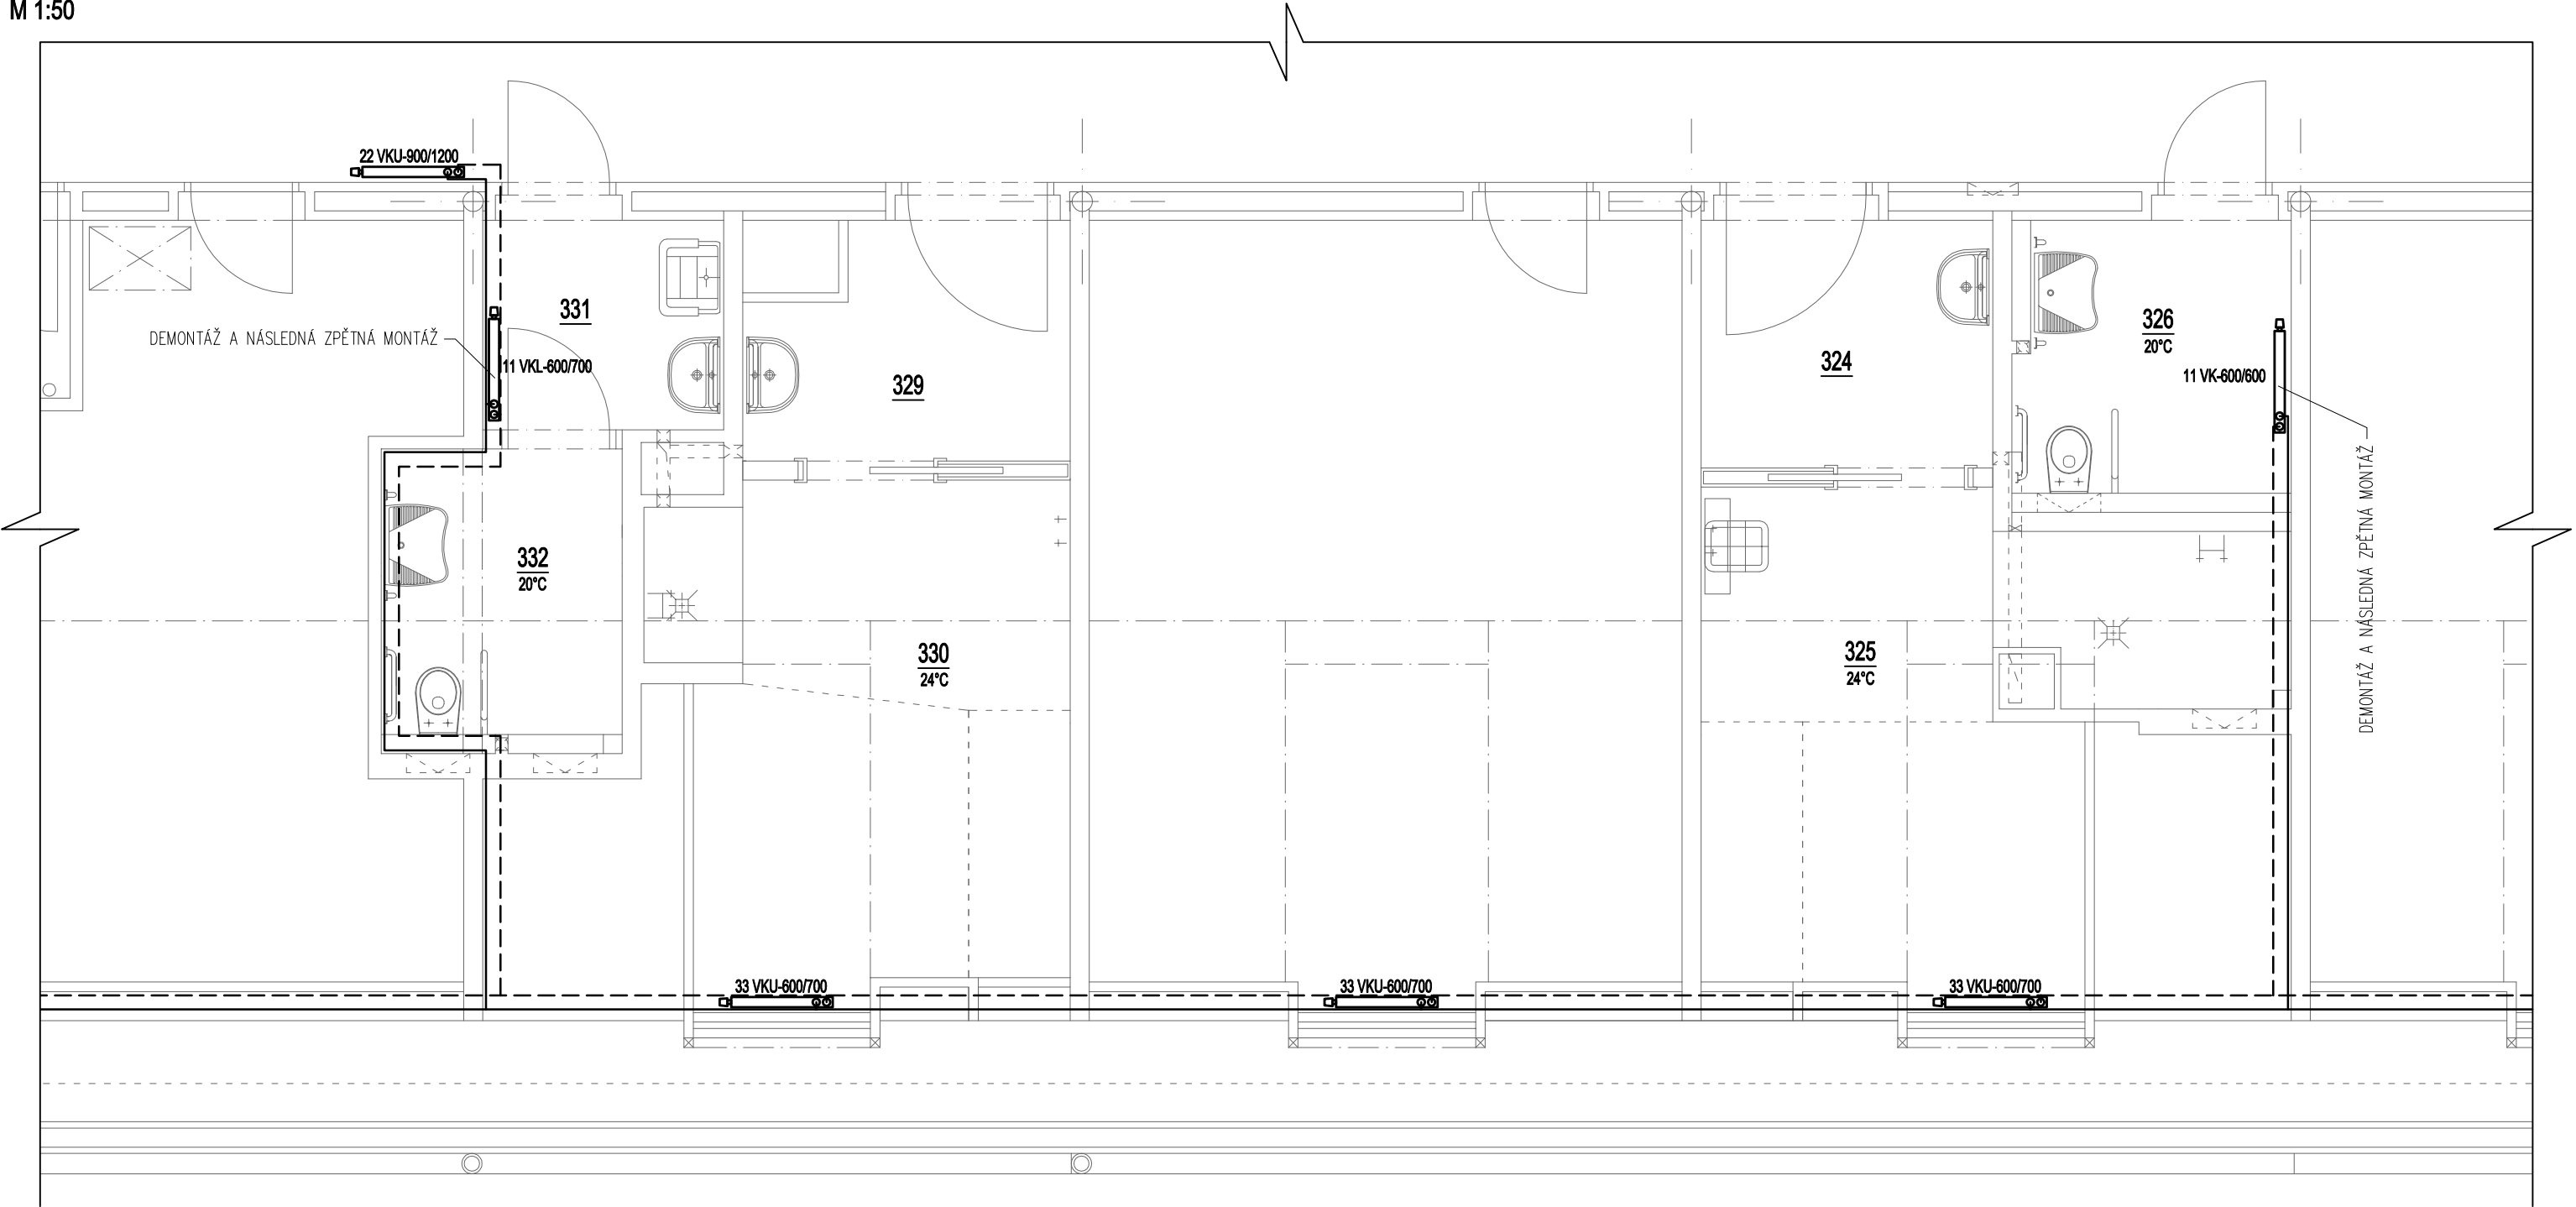 M 1:50
22 VKU-900/1200
331
DEMONTÁŽ A NÁSLEDNÁ ZPĚTNÁ MONTÁŽ
11 VKL-600/700
329
324
326
20°C
11 VK-600/600
DEMONTÁŽ A NÁSLEDNÁ ZPĚTNÁ MONTÁŽ
332
20°C
330
24°C
325
24°C
33 VKU-600/700
33 VKU-600/700
33 VKU-600/700